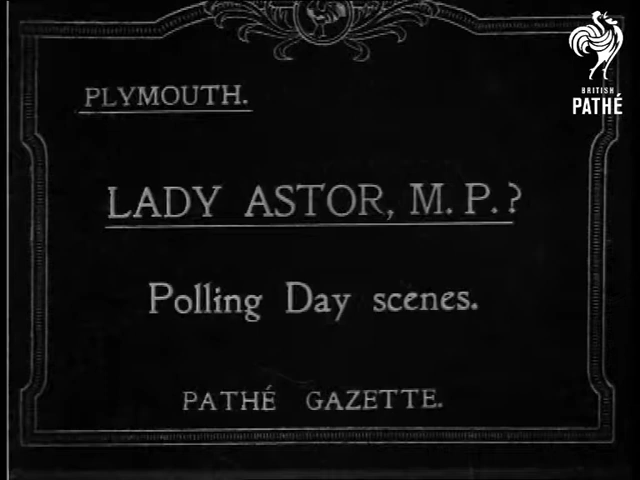 BRITISH
PATHÉ
PLYMOUTH.
LADY ASTOR, M.P.?
Polling Day scenes.
PATHÉ GAZETTE.